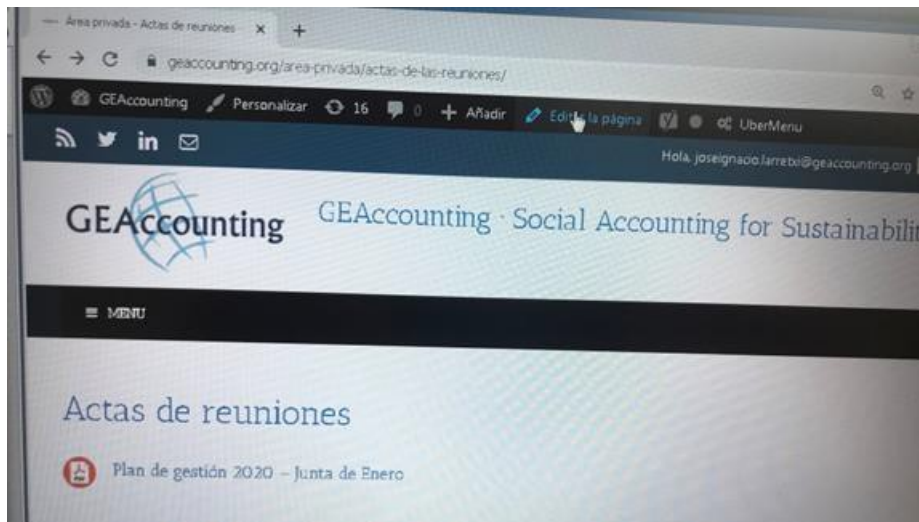 Área privada - Actas de reuniones
geaccounting.org/area-privada/actas-de-las-reuniones/
GEAccounting Personalizar 16 0 Añadir Editar la página UberMenu
Hola, joseignacio.larretxi@geaccounting.org
GEAccounting
GEAccounting · Social Accounting for Sustainabilit
MENU
Actas de reuniones
Plan de gestión 2020 – Junta de Enero